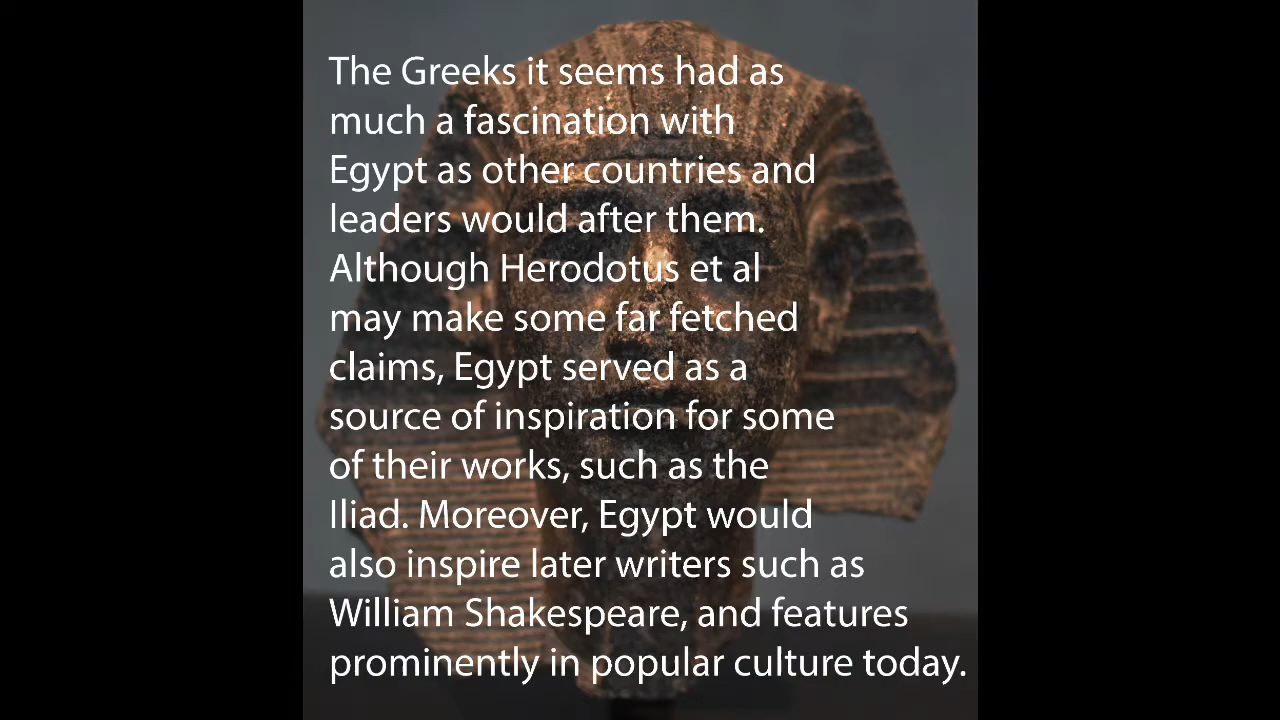 The Greeks it seems had as
much a fascination with
Egypt as other countries and
leaders would after them.
Although Herodotus et al
may make some far fetched
claims, Egypt served as a
source of inspiration for some
of their works, such as the
Iliad. Moreover, Egypt would
also inspire later writers such as
William Shakespeare, and features
prominently in popular culture today.